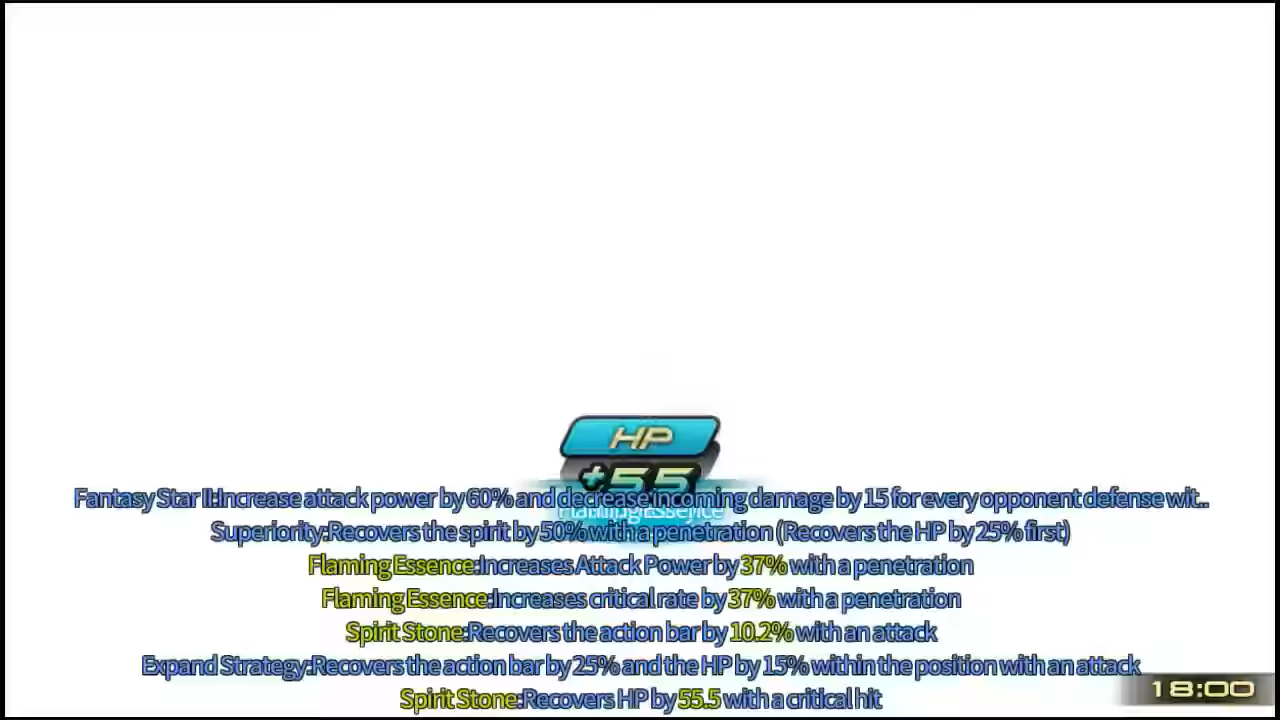 HP
+55
Fantasy Star II:Increase attack power by 60% and decrease incoming damage by 15 for every opponent defense wit..
Flaming Essence
Superiority:Recovers the spirit by 50% with a penetration (Recovers the HP by 25% first)
Flaming Essence:Increases Attack Power by 37% with a penetration
Flaming Essence:Increases critical rate by 37% with a penetration
Spirit Stone:Recovers the action bar by 10.2% with an attack
Expand Strategy:Recovers the action bar by 25% and the HP by 15% within the position with an attack
Spirit Stone:Recovers HP by 55.5 with a critical hit
18:00